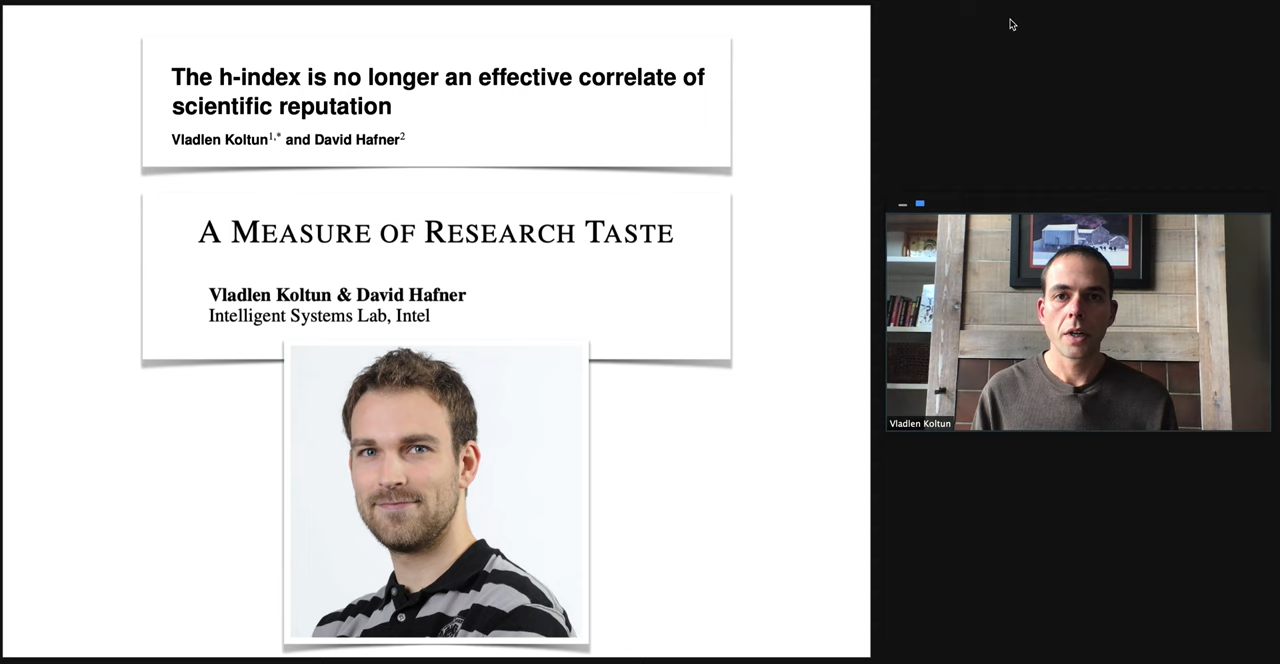 The h-index is no longer an effective correlate of
scientific reputation
Vladlen Koltun1,* and David Hafner2
A MEASURE OF RESEARCH TASTE
Vladlen Koltun & David Hafner
Intelligent Systems Lab, Intel
Vladlen Koltun